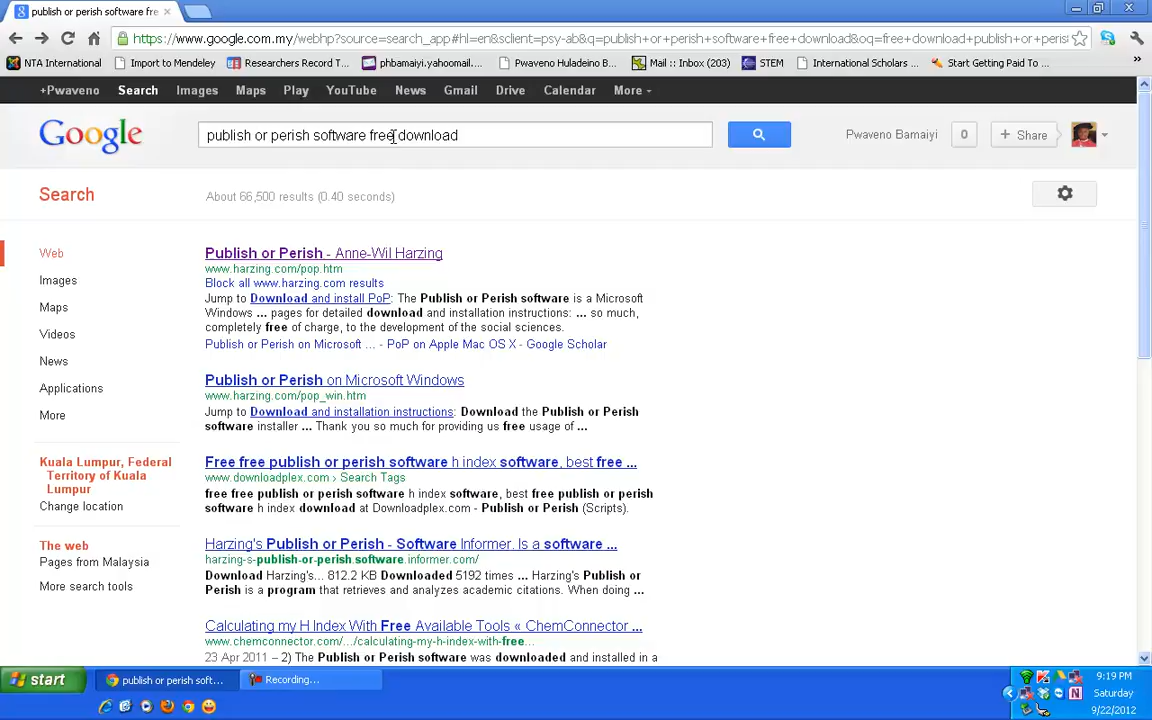 publish or perish software fre
https://www.google.com.my/webhp?source=search_app#hl=en&sclient=psy-ab&q=publish+or+perish+software+free+download&oq=free+download+publish+or+peris
NTA International Import to Mendeley Researchers Record T... phbamaiyi.yahoomail... Pwaveno Huladeino B... Mail :: Inbox (203) STEM International Scholars ... Start Getting Paid To ... »
+Pwaveno Search Images Maps Play YouTube News Gmail Drive Calendar More
Google publish or perish software free download Pwaveno Bamaiyi 0 + Share
Search About 66,500 results (0.40 seconds)
Web
Images
Maps
Videos
News
Applications
More
Kuala Lumpur, Federal
Territory of Kuala
Lumpur
Change location
The web
Pages from Malaysia
More search tools
Publish or Perish - Anne-Wil Harzing
www.harzing.com/pop.htm
Block all www.harzing.com results
Jump to Download and install PoP: The Publish or Perish software is a Microsoft
Windows ... pages for detailed download and installation instructions: ... so much,
completely free of charge, to the development of the social sciences.
Publish or Perish on Microsoft ... - PoP on Apple Mac OS X - Google Scholar
Publish or Perish on Microsoft Windows
www.harzing.com/pop_win.htm
Jump to Download and installation instructions: Download the Publish or Perish
software installer ... Thank you so much for providing us free usage of ...
Free free publish or perish software h index software, best free ...
www.downloadplex.com › Search Tags
free free publish or perish software h index software, best free publish or perish
software h index download at Downloadplex.com - Publish or Perish (Scripts).
Harzing's Publish or Perish - Software Informer. Is a software ...
harzing-s-publish-or-perish.software.informer.com/
Download Harzing's... 812.2 KB Downloaded 5192 times ... Harzing's Publish or
Perish is a program that retrieves and analyzes academic citations. When doing ...
Calculating my H Index With Free Available Tools « ChemConnector ...
www.chemconnector.com/.../calculating-my-h-index-with-free...
23 Apr 2011 – 2) The Publish or Perish software was downloaded and installed in a
start publish or perish soft... Recording...
9:19 PM
Saturday
9/22/2012